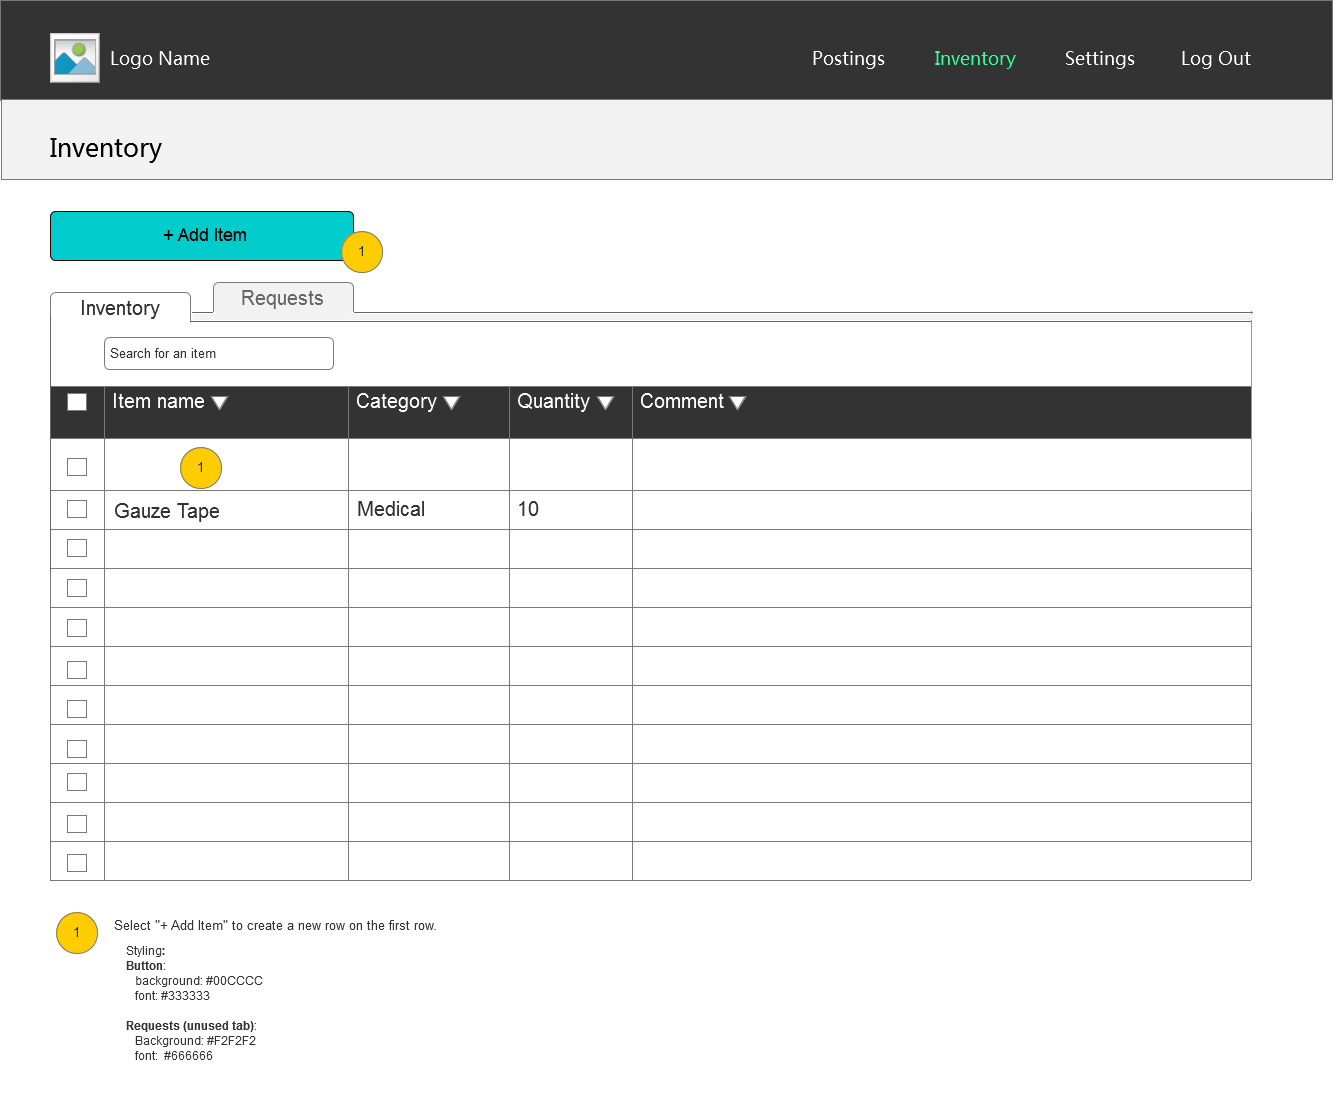 Logo Name
Postings
Inventory
Settings
Log Out
Inventory
+ Add Item
1
Inventory
Requests
Search for an item
Item name
Category
Quantity
Comment
1
Gauze Tape
Medical
10
1
Select "+ Add Item" to create a new row on the first row.
Styling:
Button:
background: #00CCCC
font: #333333
Requests (unused tab):
Background: #F2F2F2
font: #666666